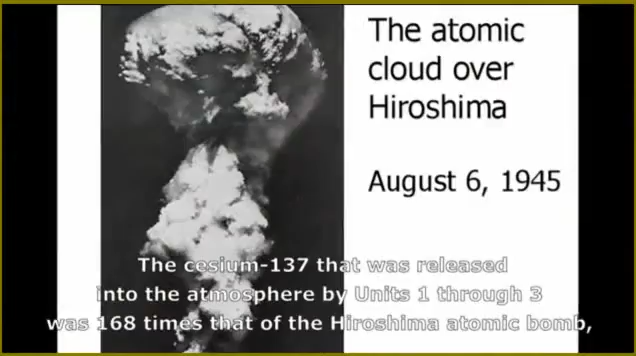 The atomic
cloud over
Hiroshima
August 6, 1945
The cesium-137 that was released
into the atmosphere by Units 1 through 3
was 168 times that of the Hiroshima atomic bomb,